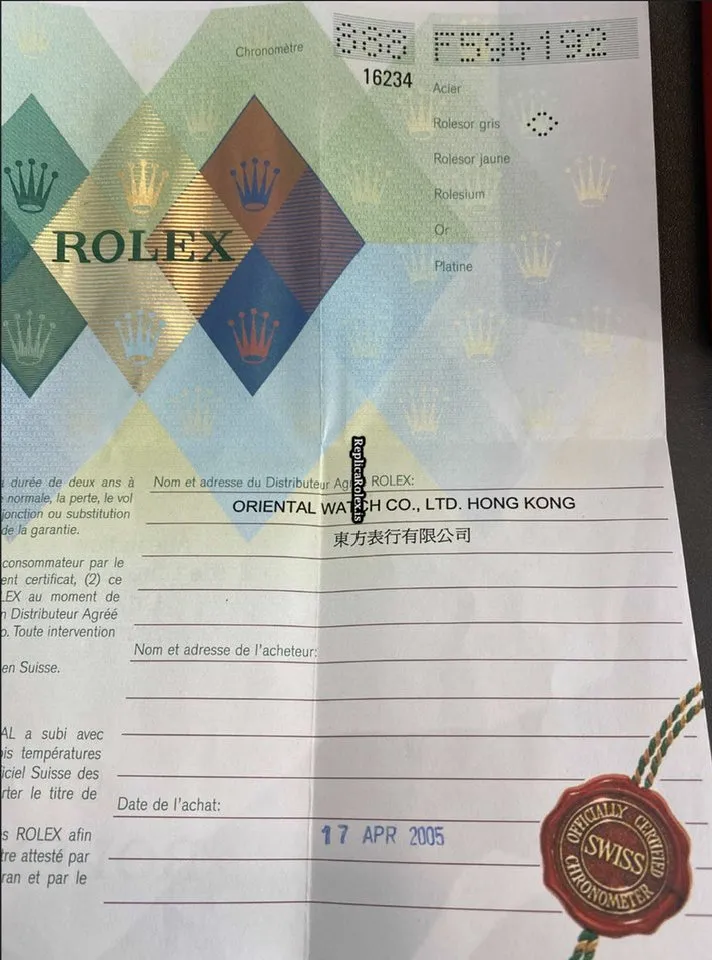 Chronomètre
888 F594192
16234
Acier
Rolesor gris
Rolesor jaune
Rolesium
Or
Platine
ROLEX
durée de deux ans à
normale, la perte, le vol
jonction ou substitution
de la garantie.
consommateur par le
ent certificat, (2) ce
LEX au moment de
n Distributeur Agréé
o. Toute intervention
en Suisse.
AL a subi avec
is températures
iciel Suisse des
rter le titre de
s ROLEX afin
tre attesté par
ran et par le
Nom et adresse du Distributeur Ag ROLEX:
ReplicaRolex.is
ORIENTAL WATCH CO., LTD. HONG KONG
東方表行有限公司
Nom et adresse de l'acheteur:
Date de l'achat:
17 APR 2005
OFFICIALLY CERTIFIED
SWISS
CHRONOMETER